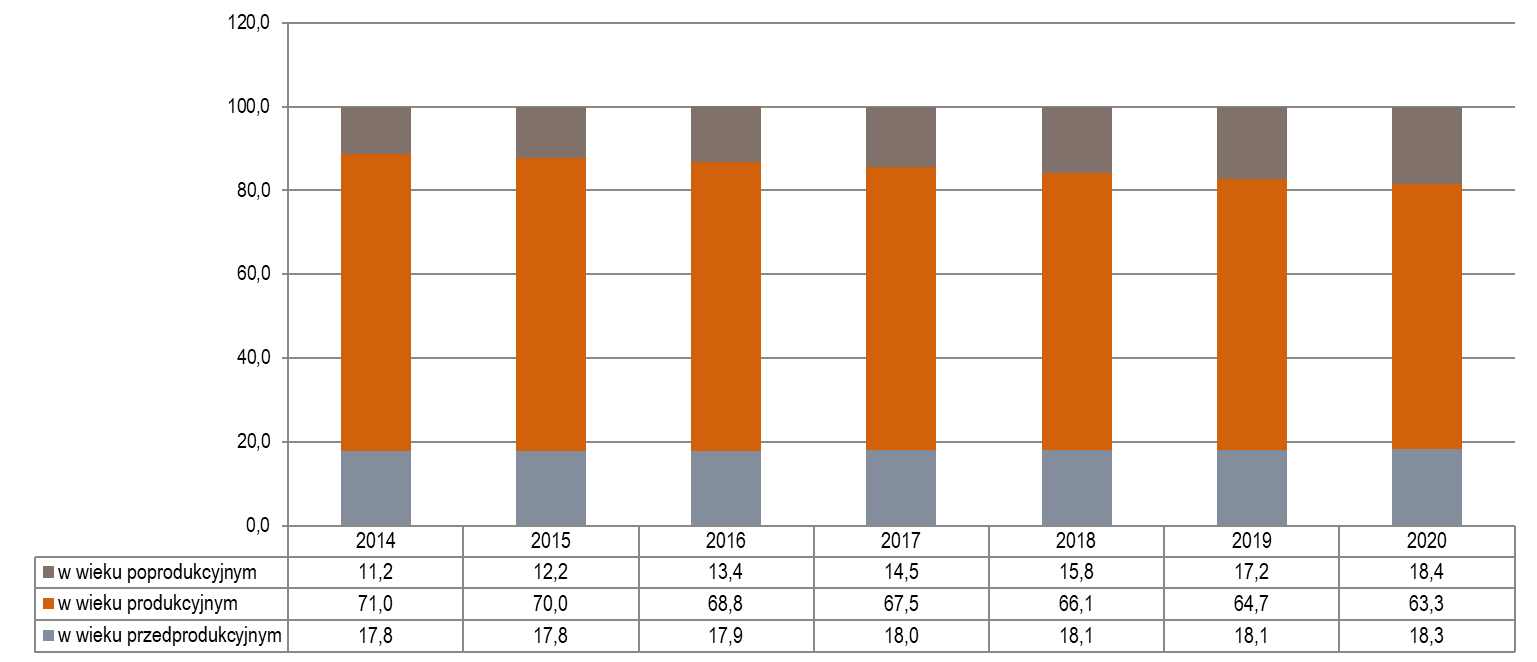 120,0
100,0
80,0
60,0
40,0
20,0
0,0
2014 2015 2016 2017 2018 2019 2020
w wieku poprodukcyjnym 11,2 12,2 13,4 14,5 15,8 17,2 18,4
w wieku produkcyjnym 71,0 70,0 68,8 67,5 66,1 64,7 63,3
w wieku przedprodukcyjnym 17,8 17,8 17,9 18,0 18,1 18,1 18,3